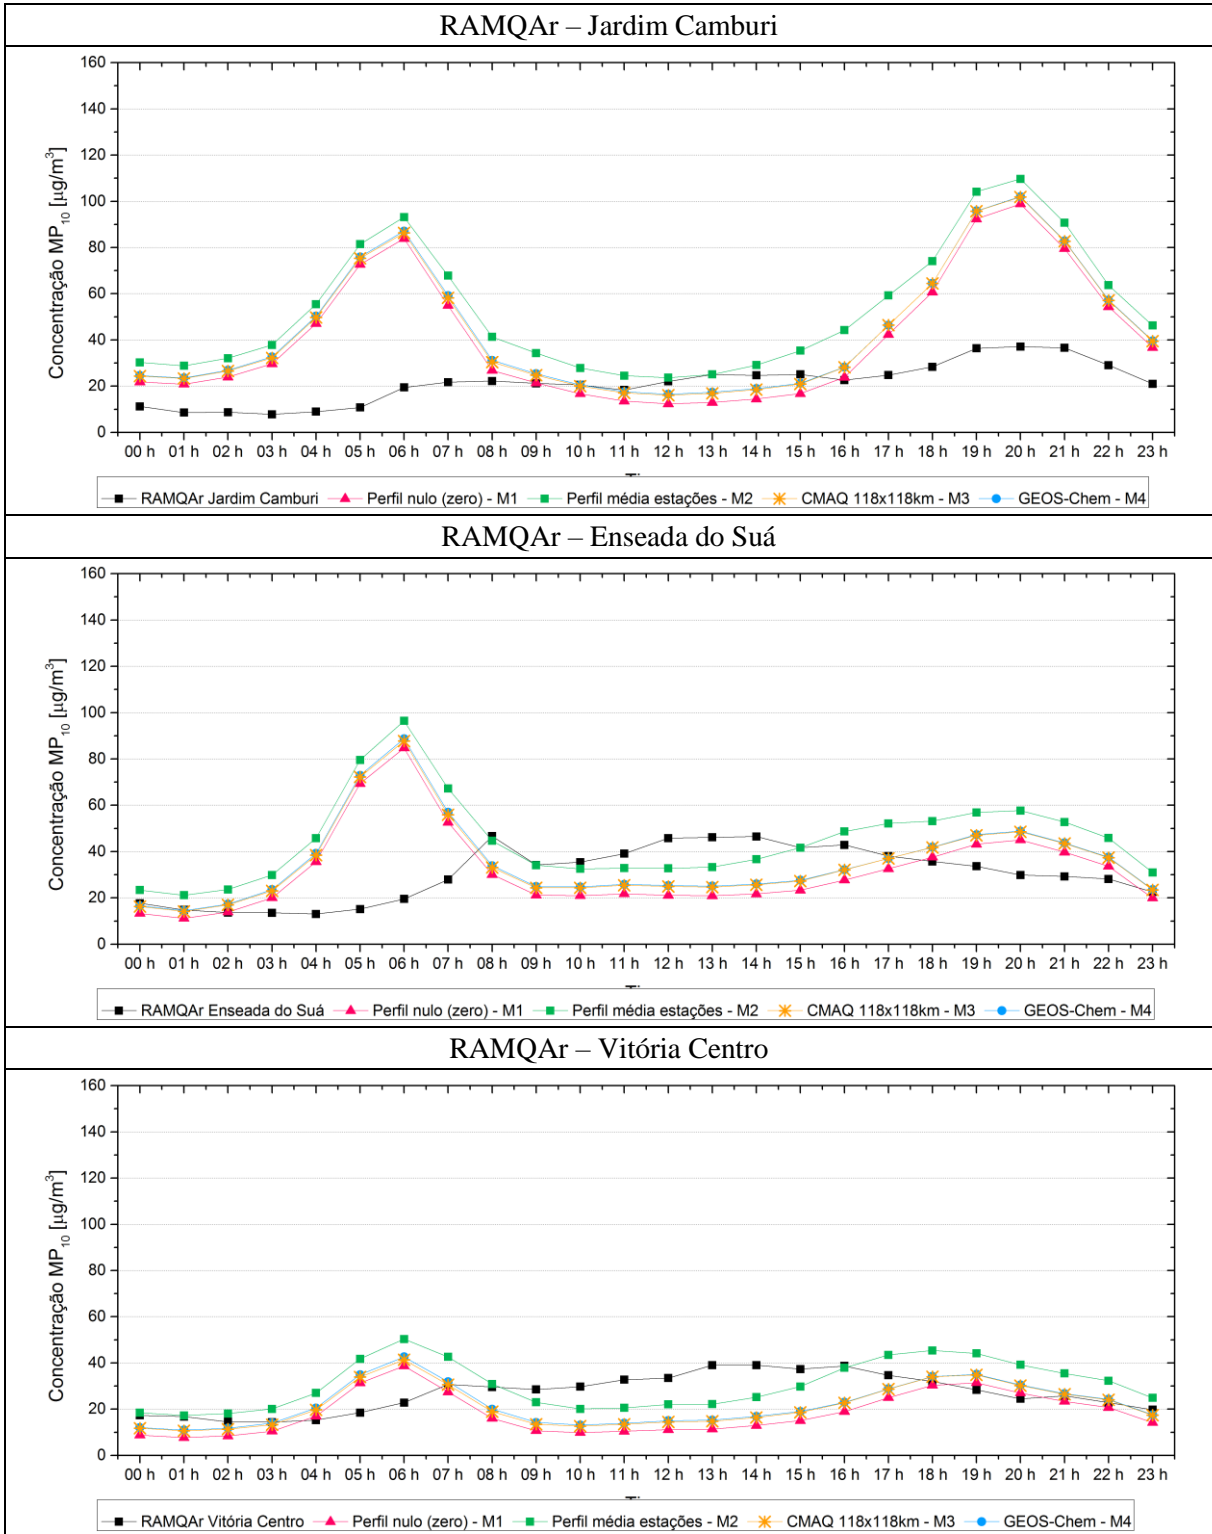 RAMQAr – Jardim Camburi
160
140
120
100
80
60
40
20
0
Concentração MP10 [µg/m³]
00 h 01 h 02 h 03 h 04 h 05 h 06 h 07 h 08 h 09 h 10 h 11 h 12 h 13 h 14 h 15 h 16 h 17 h 18 h 19 h 20 h 21 h 22 h 23 h
RAMQAr Jardim Camburi Perfil nulo (zero) - M1 Perfil média estações - M2 CMAQ 118x118km - M3 GEOS-Chem - M4
RAMQAr – Enseada do Suá
160
140
120
100
80
60
40
20
0
Concentração MP10 [µg/m³]
00 h 01 h 02 h 03 h 04 h 05 h 06 h 07 h 08 h 09 h 10 h 11 h 12 h 13 h 14 h 15 h 16 h 17 h 18 h 19 h 20 h 21 h 22 h 23 h
RAMQAr Enseada do Suá Perfil nulo (zero) - M1 Perfil média estações - M2 CMAQ 118x118km - M3 GEOS-Chem - M4
RAMQAr – Vitória Centro
160
140
120
100
80
60
40
20
0
Concentração MP10 [µg/m³]
00 h 01 h 02 h 03 h 04 h 05 h 06 h 07 h 08 h 09 h 10 h 11 h 12 h 13 h 14 h 15 h 16 h 17 h 18 h 19 h 20 h 21 h 22 h 23 h
RAMQAr Vitória Centro Perfil nulo (zero) - M1 Perfil média estações - M2 CMAQ 118x118km - M3 GEOS-Chem - M4